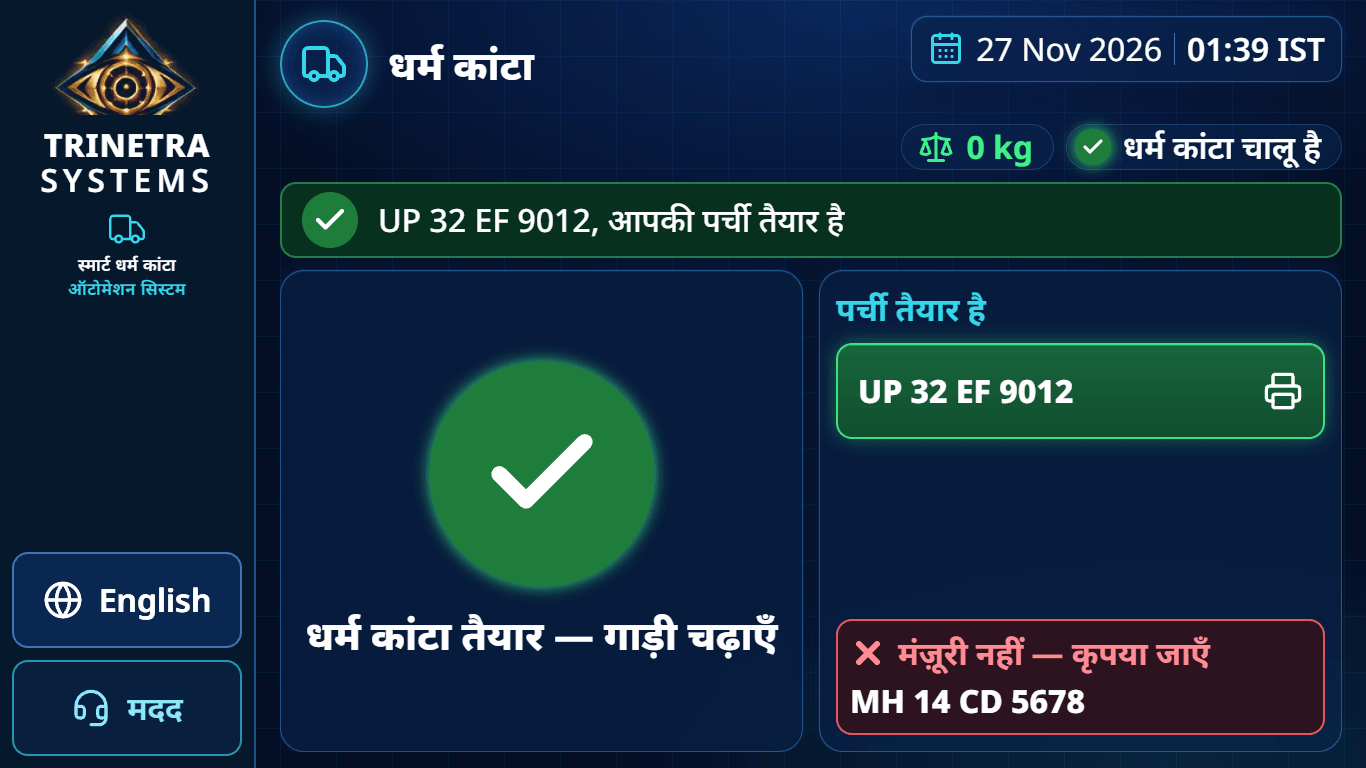 TRINETRA
SYSTEMS
स्मार्ट धर्म कांटा
ऑटोमेशन सिस्टम
English
मदद
धर्म कांटा
27 Nov 2026
01:39 IST
0 kg
धर्म कांटा चालू है
UP 32 EF 9012, आपकी पर्ची तैयार है
धर्म कांटा तैयार — गाड़ी चढ़ाएँ
पर्ची तैयार है
UP 32 EF 9012
मंज़ूरी नहीं — कृपया जाएँ
MH 14 CD 5678